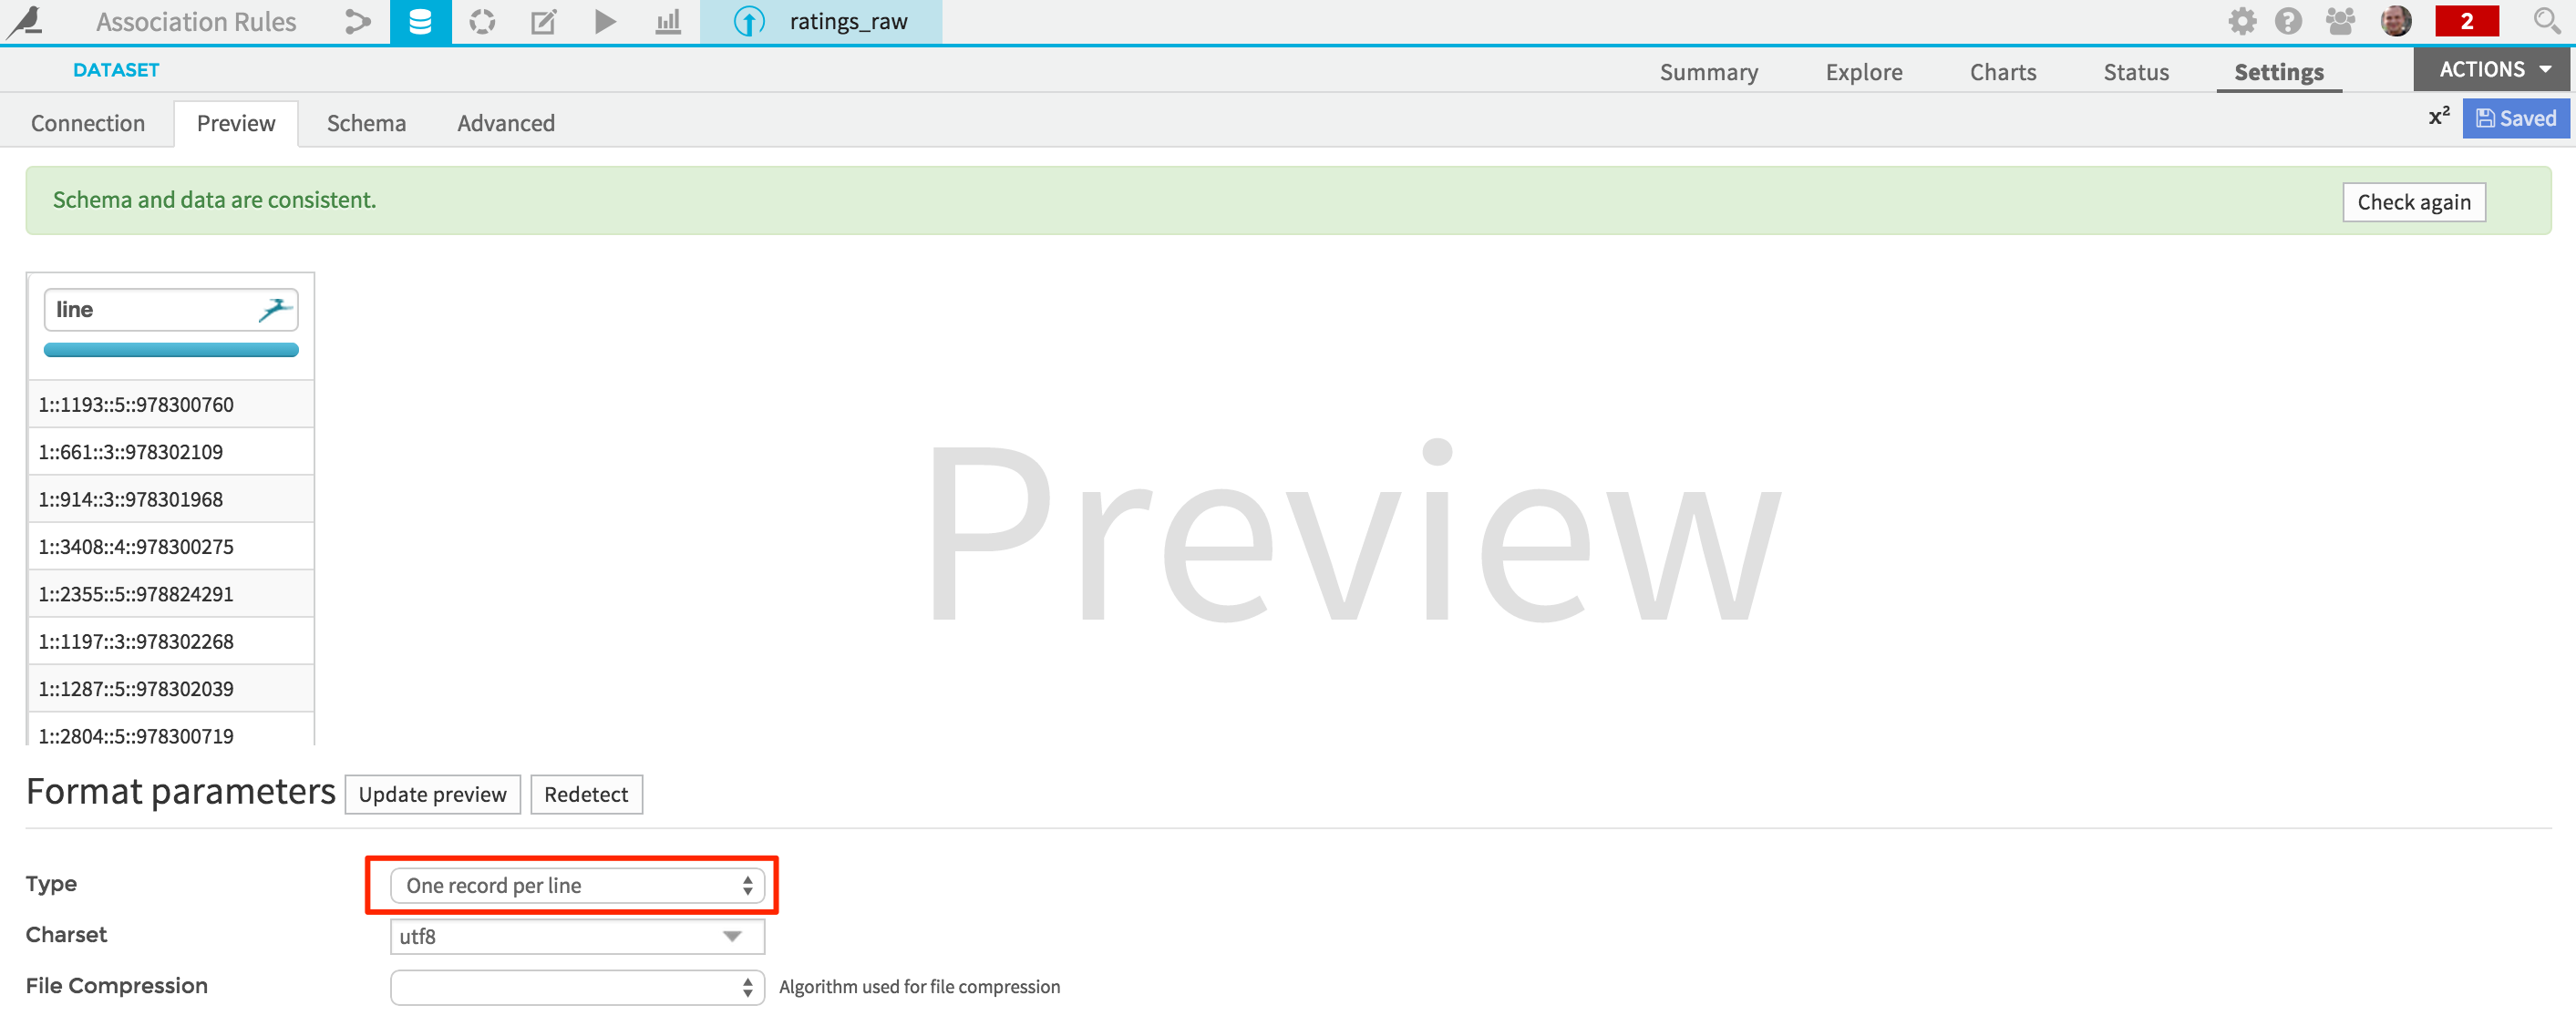 Association Rules ratings_raw 2
DATASET Summary Explore Charts Status Settings ACTIONS
Connection Preview Schema Advanced x² Saved
Schema and data are consistent. Check again
line
1::1193::5::978300760
1::661::3::978302109
1::914::3::978301968
1::3408::4::978300275
1::2355::5::978824291
1::1197::3::978302268
1::1287::5::978302039
1::2804::5::978300719
Preview
Format parameters Update preview Redetect
Type One record per line
Charset utf8
File Compression Algorithm used for file compression